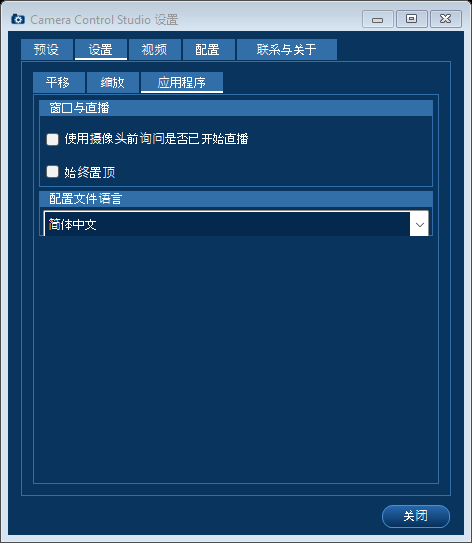 Camera Control Studio 设置
预设 设置 视频 配置 联系与关于
平移 缩放 应用程序
窗口与直播
使用摄像头前询问是否已开始直播
始终置顶
配置文件语言
简体中文
关闭